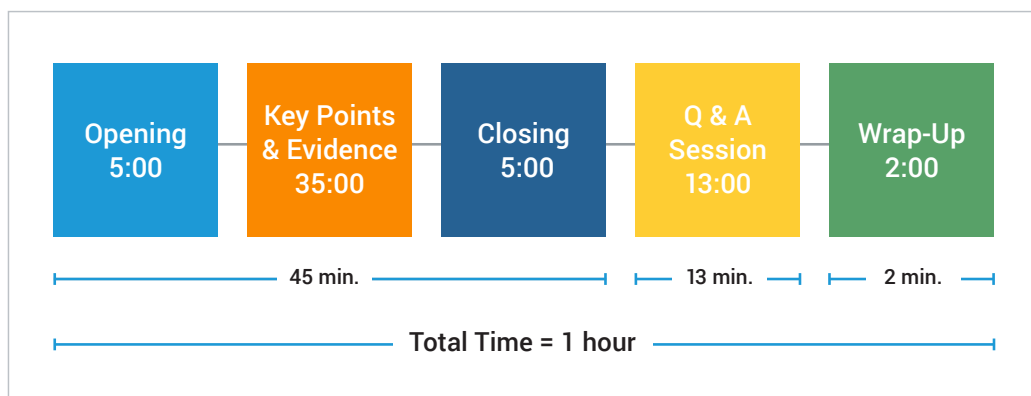 Opening
5:00
Key Points
& Evidence
35:00
Closing
5:00
Q & A
Session
13:00
Wrap-Up
2:00
45 min.
13 min.
2 min.
Total Time = 1 hour